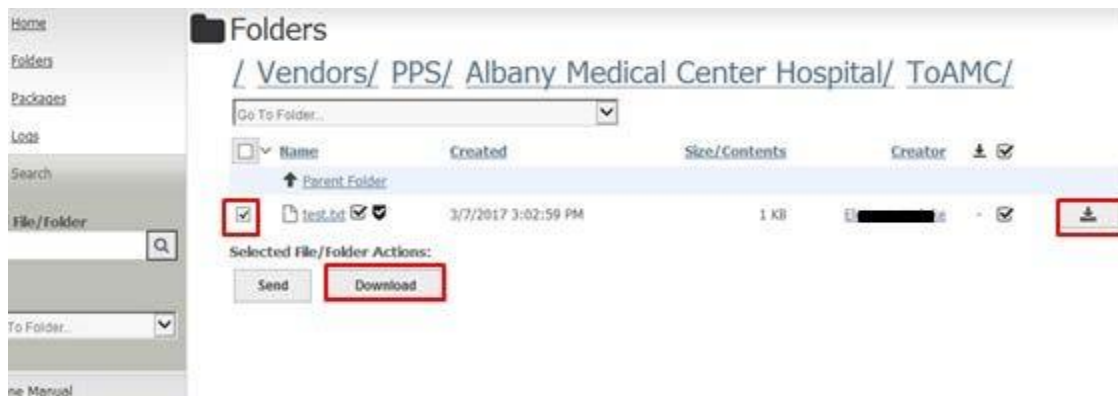 Home
Folders
Packages
Logs
Search
File/Folder
To Folder...
ne Manual
Folders
/ Vendors/ PPS/ Albany Medical Center Hospital/ ToAMC/
Go To Folder...
Name Created Size/Contents Creator
Parent Folder
test.txt 3/7/2017 3:02:59 PM 1 KB -
Selected File/Folder Actions:
Send Download